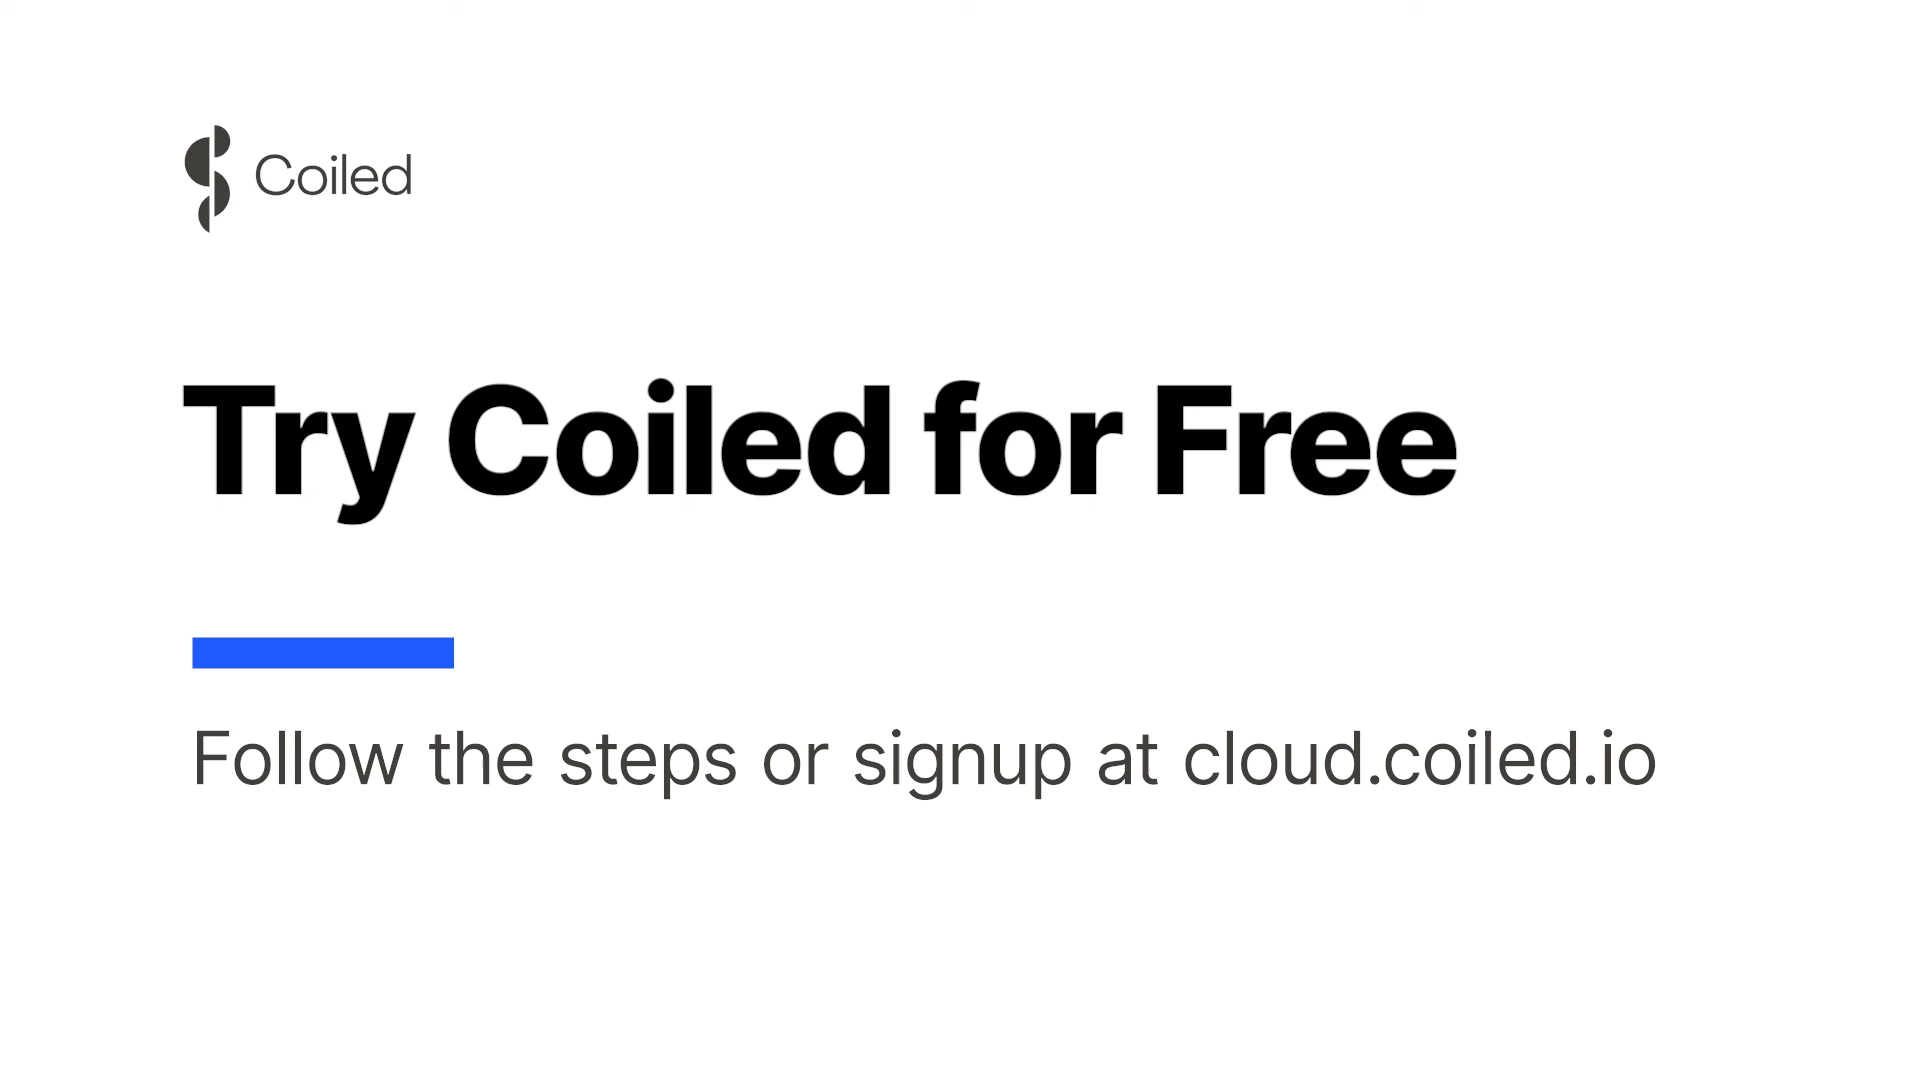 Coiled
Try Coiled for Free
Follow the steps or signup at cloud.coiled.io